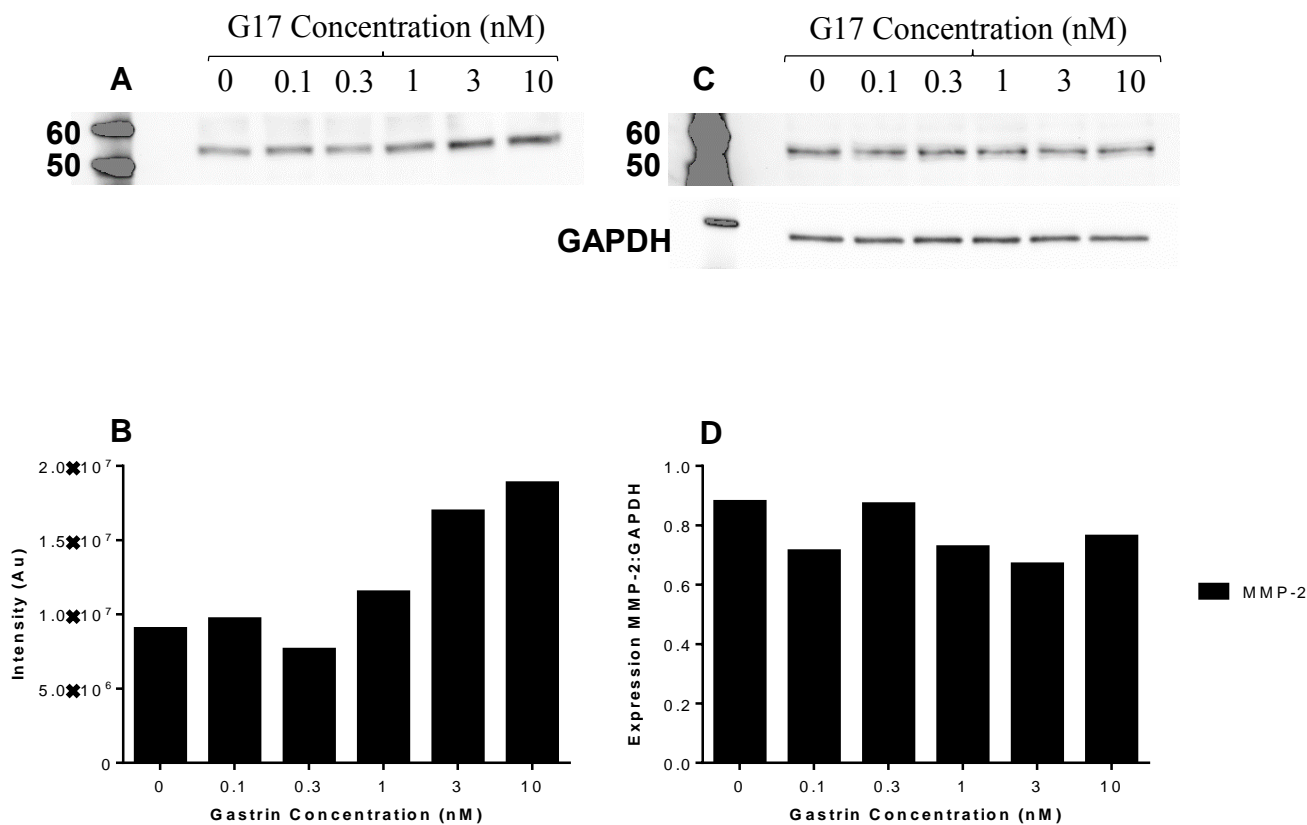 G17 Concentration (nM)
A 0 0.1 0.3 1 3 10
60
50
G17 Concentration (nM)
C 0 0.1 0.3 1 3 10
60
50
GAPDH
B
Intensity (Au)
2.0×10⁷
1.5×10⁷
1.0×10⁷
5.0×10⁶
0
0 0.1 0.3 1 3 10
Gastrin Concentration (nM)
D
Expression MMP-2:GAPDH
1.0
0.8
0.6
0.4
0.2
0.0
0 0.1 0.3 1 3 10
Gastrin Concentration (nM)
MMP-2